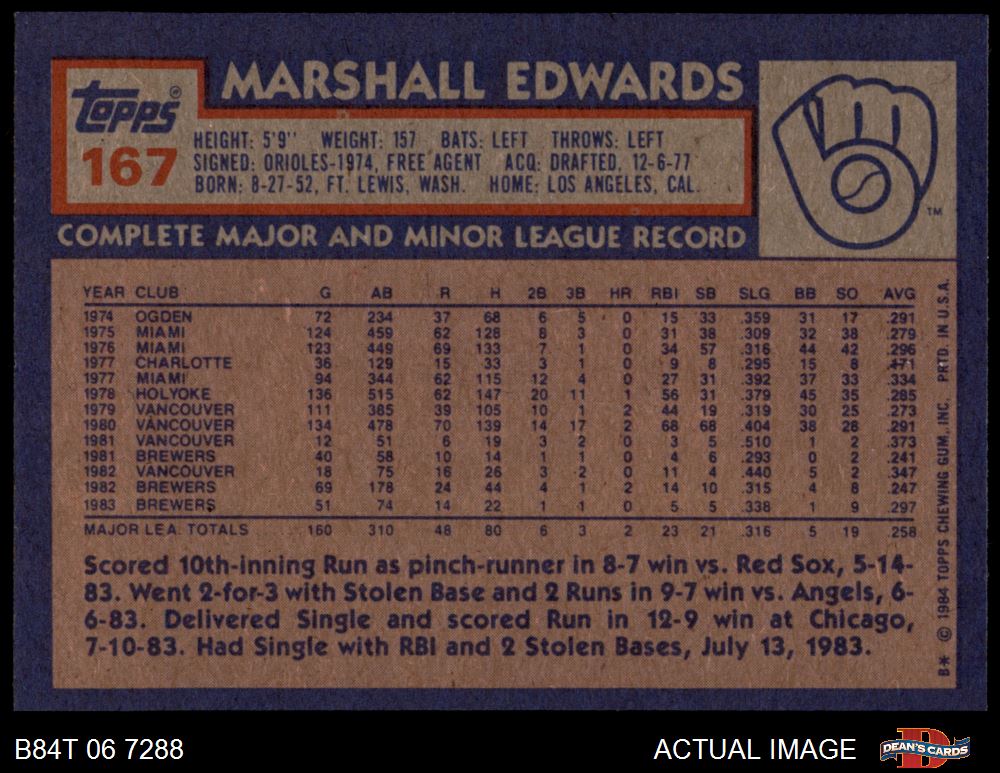 MARSHALL EDWARDS
Topps®
167
HEIGHT: 5'9'' WEIGHT: 157 BATS: LEFT THROWS: LEFT
SIGNED: ORIOLES-1974, FREE AGENT ACQ: DRAFTED, 12-6-77
BORN: 8-27-52, FT. LEWIS, WASH. HOME: LOS ANGELES, CAL.
TM
COMPLETE MAJOR AND MINOR LEAGUE RECORD
YEAR CLUB G AB R H 2B 3B HR RBI SB SLG BB SO AVG
1974 OGDEN 72 234 37 68 6 5 0 15 33 .359 31 17 .291
1975 MIAMI 124 459 62 128 8 3 0 31 38 .309 32 38 .279
1976 MIAMI 123 449 69 133 7 1 0 34 57 .316 44 42 .296
1977 CHARLOTTE 36 129 15 33 3 1 0 9 8 .295 15 8 .171
1977 MIAMI 94 344 62 115 12 4 0 27 31 .392 37 33 .334
1978 HOLYOKE 136 515 62 147 20 11 1 56 31 .379 45 35 .285
1979 VANCOUVER 111 385 39 105 10 1 2 44 19 .319 30 25 .273
1980 VANCOUVER 134 478 70 139 14 17 2 68 68 .404 38 28 .291
1981 VANCOUVER 12 51 6 19 3 2 0 3 5 .510 1 2 .373
1981 BREWERS 40 58 10 14 1 1 0 4 6 .293 0 2 .241
1982 VANCOUVER 18 75 16 26 3 2 0 11 4 .440 5 2 .347
1982 BREWERS 69 178 24 44 4 1 2 14 10 .315 4 8 .247
1983 BREWERS 51 74 14 22 1 1 0 5 5 .338 1 9 .297
MAJOR LEA. TOTALS 160 310 48 80 6 3 2 23 21 .316 5 19 .258
Scored 10th-inning Run as pinch-runner in 8-7 win vs. Red Sox, 5-14-
83. Went 2-for-3 with Stolen Base and 2 Runs in 9-7 win vs. Angels, 6-
6-83. Delivered Single and scored Run in 12-9 win at Chicago,
7-10-83. Had Single with RBI and 2 Stolen Bases, July 13, 1983.
B* © 1984 TOPPS CHEWING GUM, INC. PRTD. IN U.S.A.
B84T 06 7288
ACTUAL IMAGE
DEAN'S CARDS